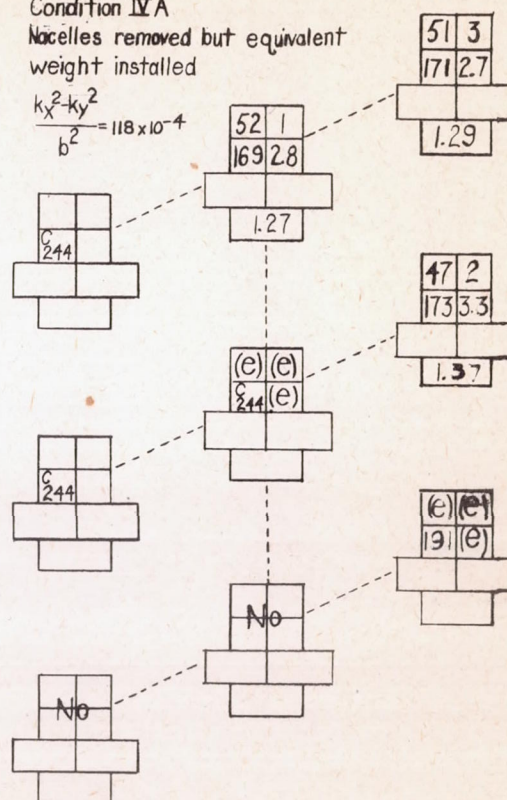 Condition IV A
Nacelles removed but equivalent
weight installed
kx²-ky²
b²
= 118 x 10⁻⁴
51 3
171 2.7
1.29
52 1
169 2.8
1.27
C
244
47 2
173 3.3
1.37
(e) (e)
C
244 (e)
C
244
(e) (e)
191 (e)
No
No